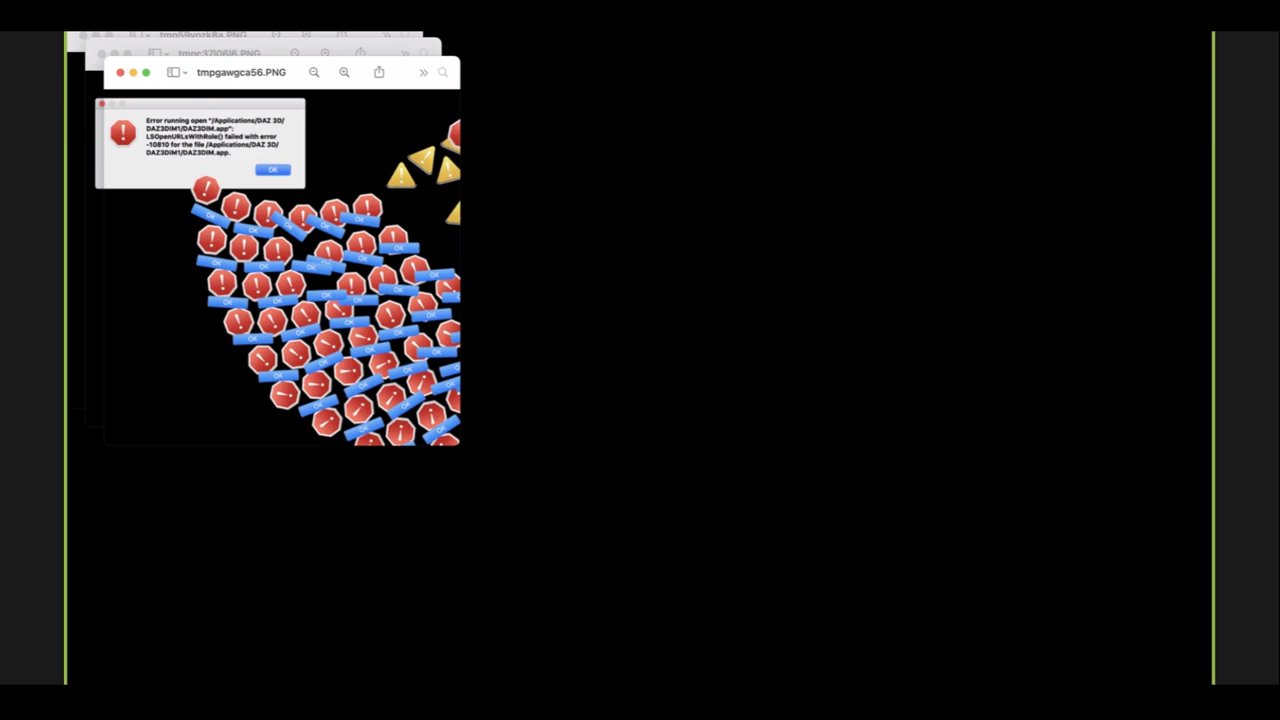 tmpgawgca56.PNG
Error running open "/Applications/DAZ 3D/
DAZ3DIM1/DAZ3DIM.app":
LSOpenURLsWithRole() failed with error
-10810 for the file /Applications/DAZ 3D/
DAZ3DIM1/DAZ3DIM.app.
OK